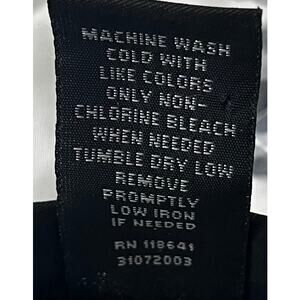 MACHINE WASH
COLD WITH
LIKE COLORS
ONLY NON-
CHLORINE BLEACH
WHEN NEEDED
TUMBLE DRY LOW
REMOVE
PROMPTLY
LOW IRON
IF NEEDED
RN 118641
31072003